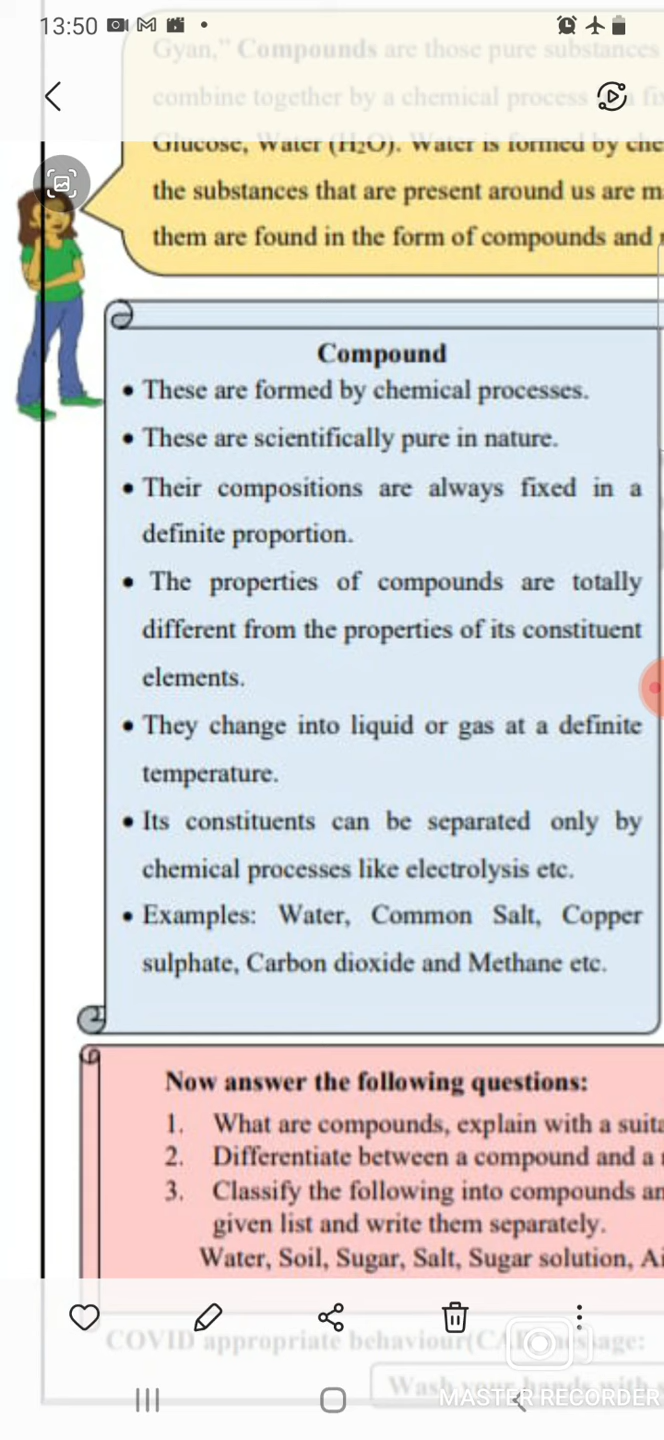 13:50
Gyan,” Compounds are those pure substances
combine together by a chemical process fix
Glucose, Water (H₂O). Water is formed by che
the substances that are present around us are m
them are found in the form of compounds and
Compound
• These are formed by chemical processes.
• These are scientifically pure in nature.
• Their compositions are always fixed in a
definite proportion.
• The properties of compounds are totally
different from the properties of its constituent
elements.
• They change into liquid or gas at a definite
temperature.
• Its constituents can be separated only by
chemical processes like electrolysis etc.
• Examples: Water, Common Salt, Copper
sulphate, Carbon dioxide and Methane etc.
Now answer the following questions:
1. What are compounds, explain with a suita
2. Differentiate between a compound and a
3. Classify the following into compounds an
given list and write them separately.
Water, Soil, Sugar, Salt, Sugar solution, Ai
COVID appropriate behaviour(CAB) message:
Wash your hands with s
MASTER RECORDER